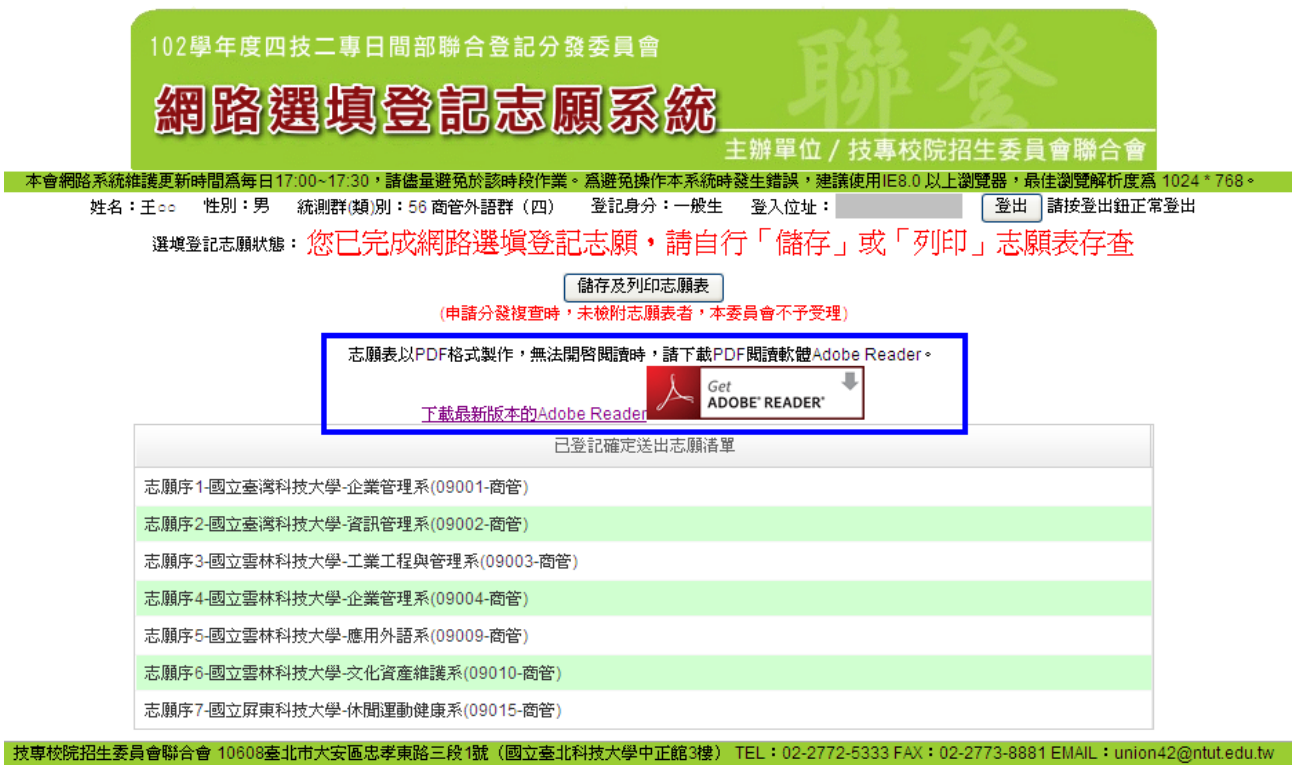 102學年度四技二專日間部聯合登記分發委員會
聯登
網路選填登記志願系統
主辦單位 / 技專校院招生委員會聯合會
本會網路系統維護更新時間為每日17:00~17:30，請儘量避免於該時段作業。為避免操作本系統時發生錯誤，建議使用IE8.0以上瀏覽器，最佳瀏覽解析度為 1024 * 768。
姓名：王○○ 性別：男 統測群(類)別：56 商管外語群（四） 登記身分：一般生 登入位址： 登出 請按登出鈕正常登出
選填登記志願狀態：您已完成網路選填登記志願，請自行「儲存」或「列印」志願表存查
儲存及列印志願表
(申請分發複查時，未檢附志願表者，本委員會不予受理)
志願表以PDF格式製作，無法開啟閱讀時，請下載PDF閱讀軟體Adobe Reader。
Get
ADOBE® READER®
下載最新版本的Adobe Reader
已登記確定送出志願清單
志願序1-國立臺灣科技大學-企業管理系(09001-商管)
志願序2-國立臺灣科技大學-資訊管理系(09002-商管)
志願序3-國立雲林科技大學-工業工程與管理系(09003-商管)
志願序4-國立雲林科技大學-企業管理系(09004-商管)
志願序5-國立雲林科技大學-應用外語系(09009-商管)
志願序6-國立雲林科技大學-文化資產維護系(09010-商管)
志願序7-國立屏東科技大學-休閒運動健康系(09015-商管)
技專校院招生委員會聯合會 10608臺北市大安區忠孝東路三段1號（國立臺北科技大學中正館3樓） TEL：02-2772-5333 FAX：02-2773-8881 EMAIL：union42@ntut.edu.tw